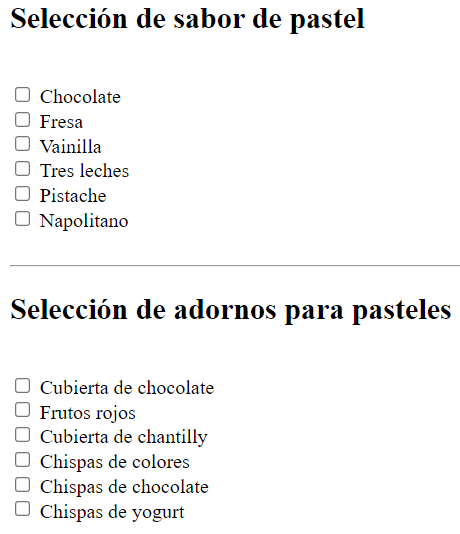 Selección de sabor de pastel
Chocolate
Fresa
Vainilla
Tres leches
Pistache
Napolitano
Selección de adornos para pasteles
Cubierta de chocolate
Frutos rojos
Cubierta de chantilly
Chispas de colores
Chispas de chocolate
Chispas de yogurt